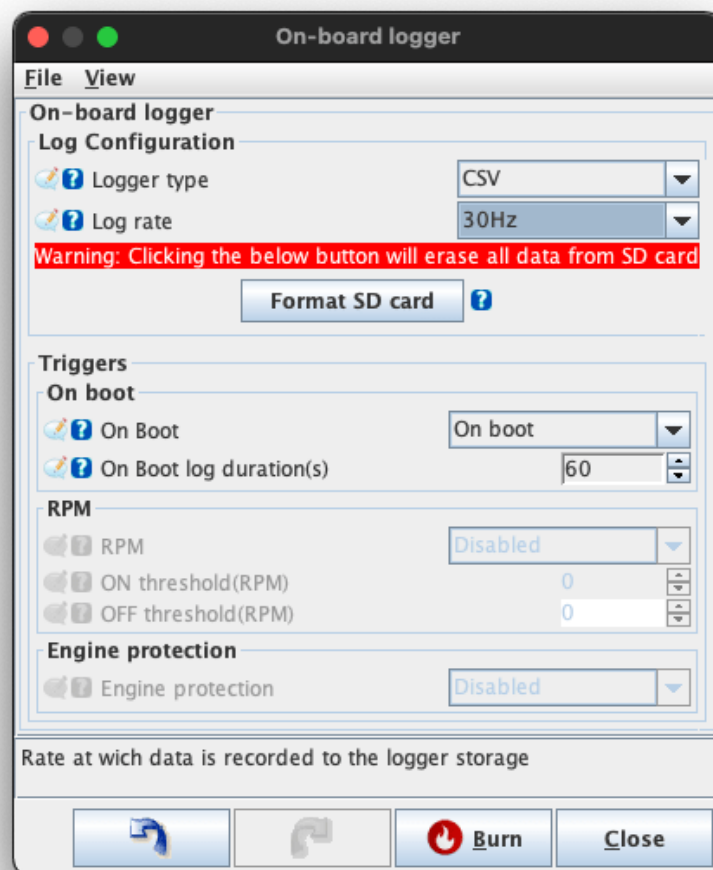 On-board logger
File View
On-board logger
Log Configuration
Logger type CSV
Log rate 30Hz
Warning: Clicking the below button will erase all data from SD card
Format SD card
Triggers
On boot
On Boot On boot
On Boot log duration(s) 60
RPM
RPM Disabled
ON threshold(RPM) 0
OFF threshold(RPM) 0
Engine protection
Engine protection Disabled
Rate at wich data is recorded to the logger storage
Burn Close